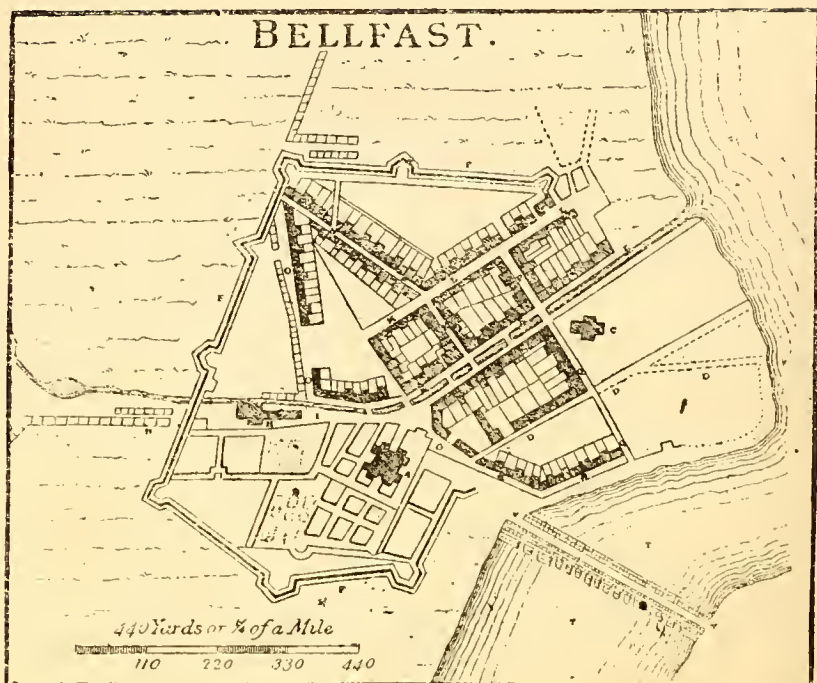 BELLFAST.
F
F
O
C
D
D
D
H
A
T
T
440 Yards or ¼ of a Mile
110 220 330 440